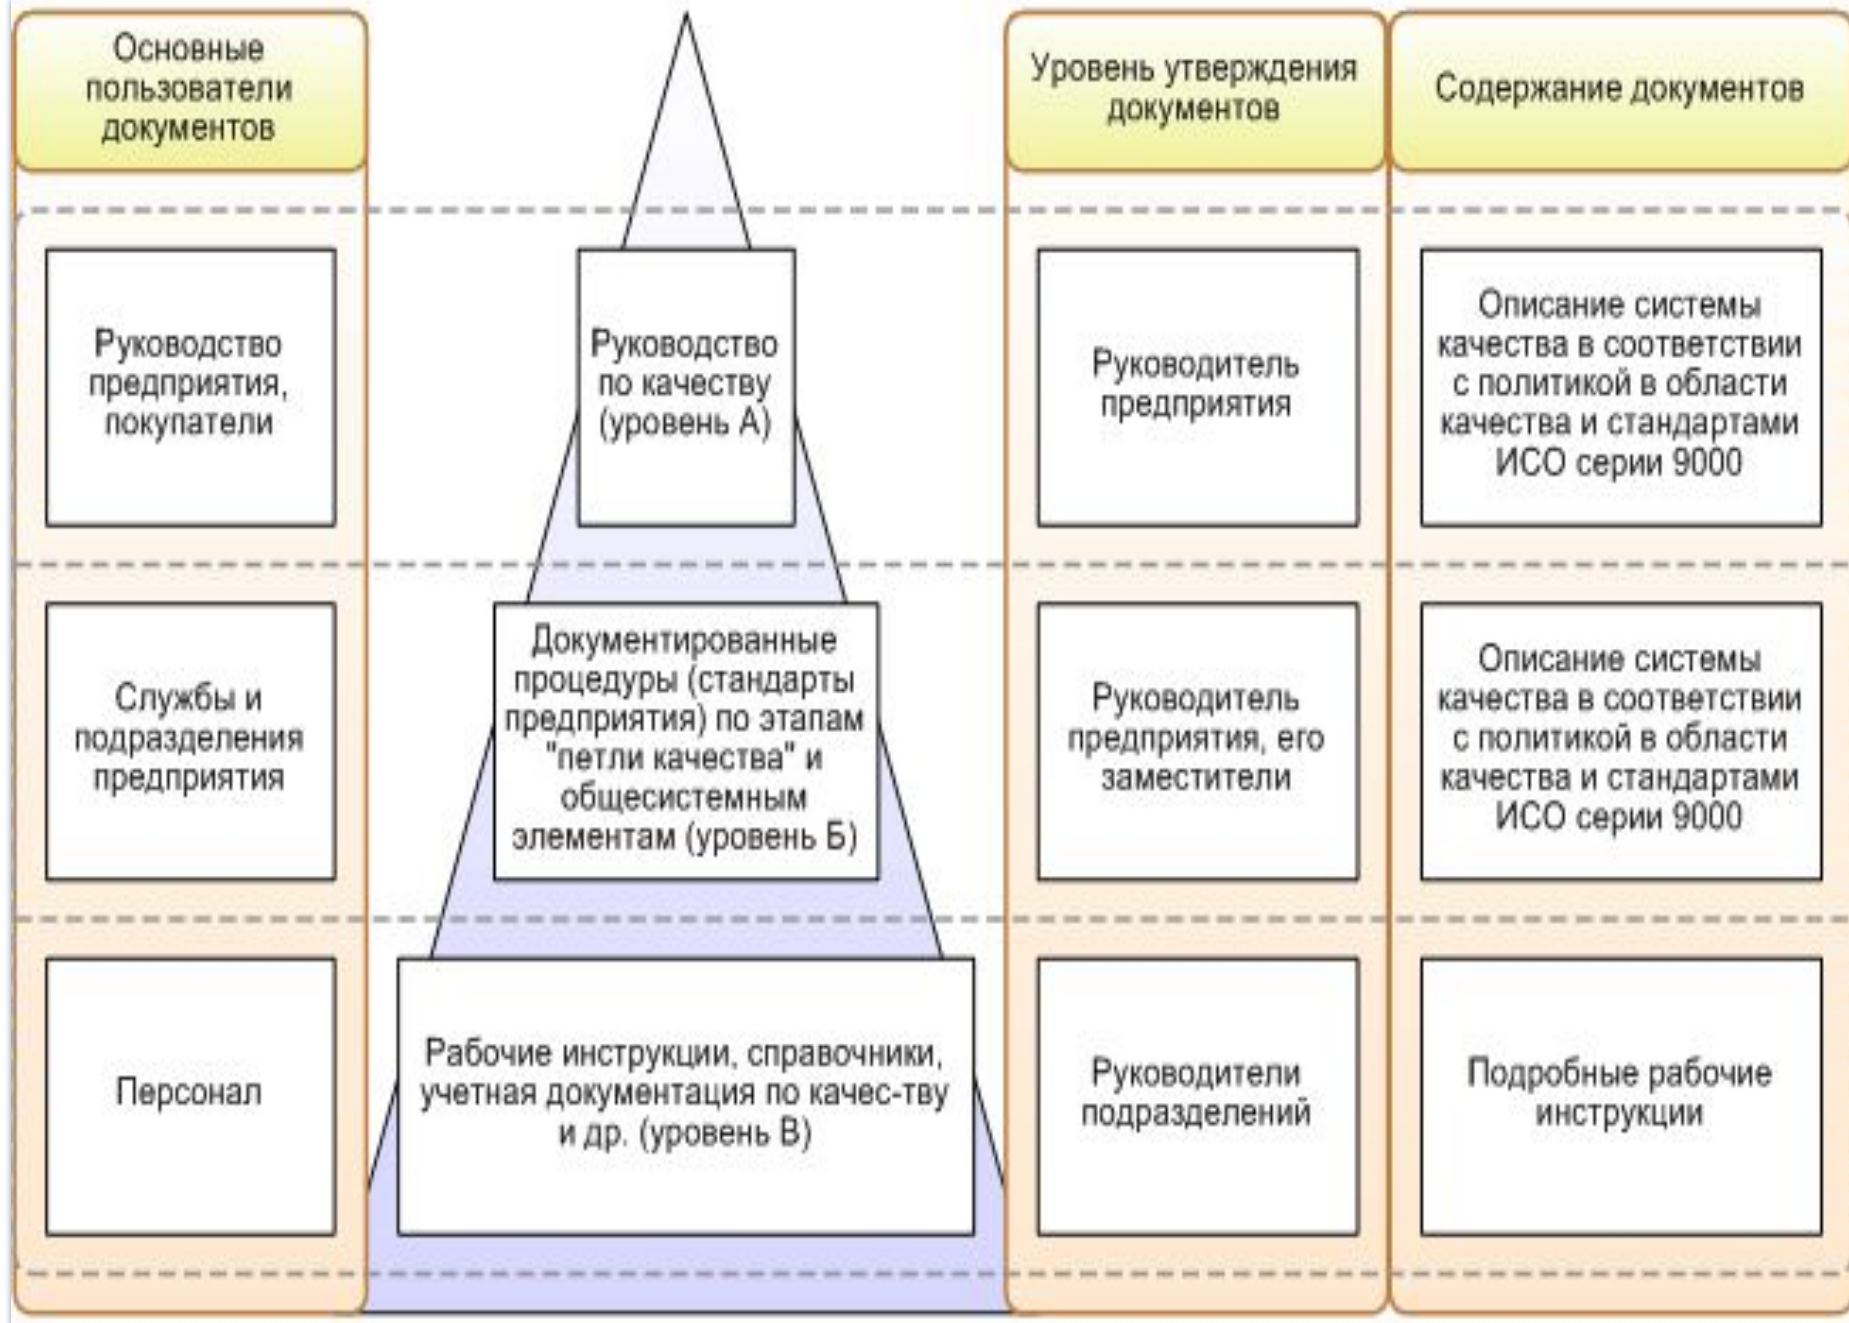 Основные
пользователи
документов
Уровень утверждения
документов
Содержание документов
Руководство
предприятия,
покупатели
Руководство
по качеству
(уровень А)
Руководитель
предприятия
Описание системы
качества в соответствии
с политикой в области
качества и стандартами
ИСО серии 9000
Службы и
подразделения
предприятия
Документированные
процедуры (стандарты
предприятия) по этапам
"петли качества" и
общесистемным
элементам (уровень Б)
Руководитель
предприятия, его
заместители
Описание системы
качества в соответствии
с политикой в области
качества и стандартами
ИСО серии 9000
Персонал
Рабочие инструкции, справочники,
учетная документация по качес-тву
и др. (уровень В)
Руководители
подразделений
Подробные рабочие
инструкции